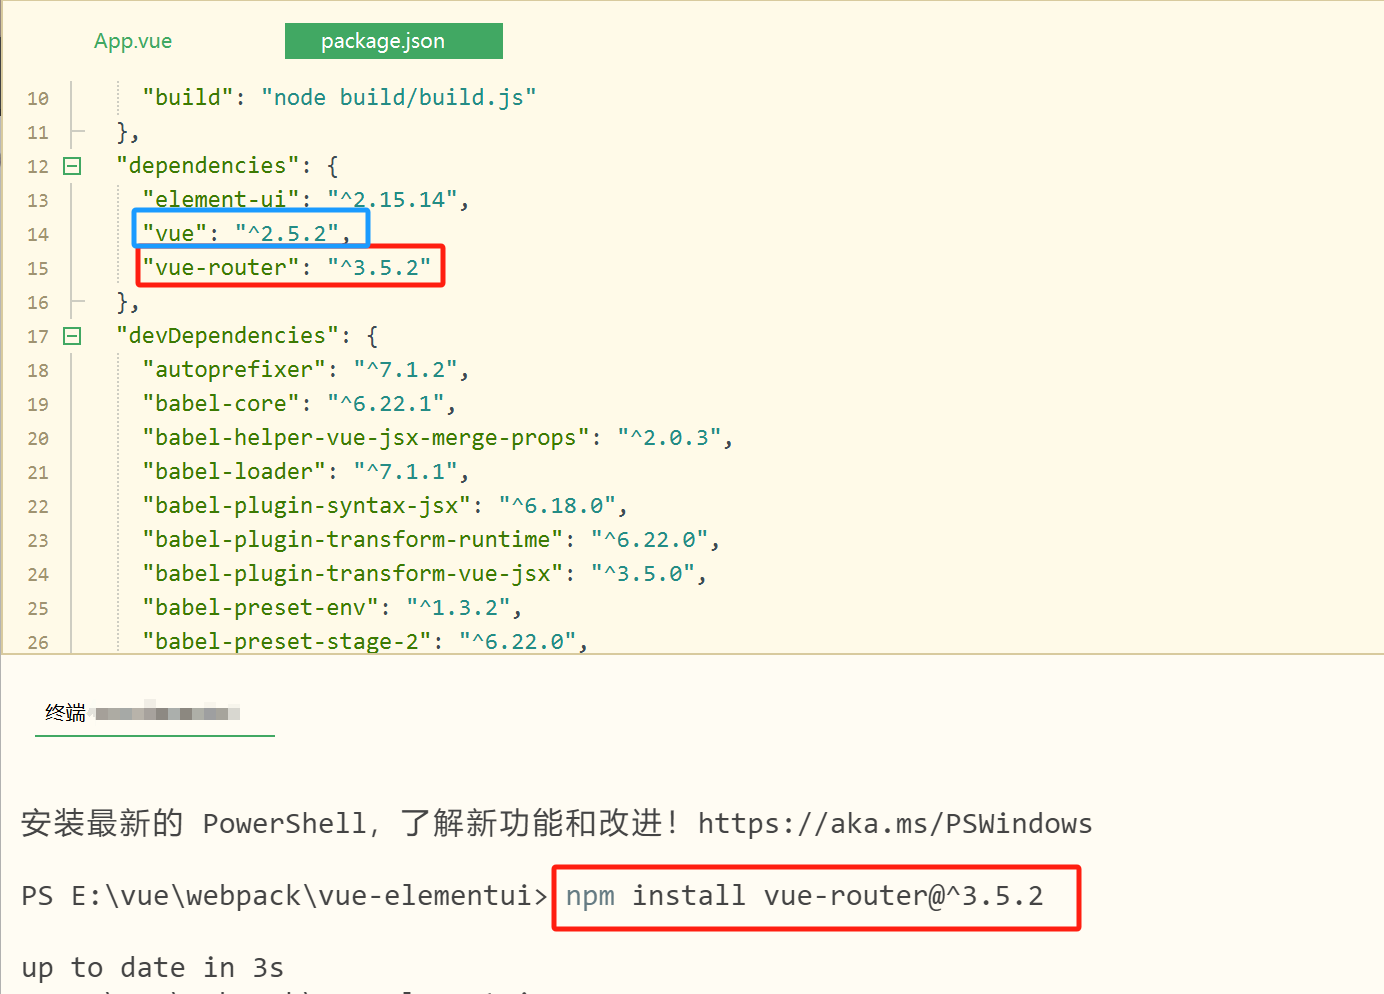 App.vue package.json
10 "build": "node build/build.js"
11 },
12 "dependencies": {
13 "element-ui": "^2.15.14",
14 "vue": "^2.5.2",
15 "vue-router": "^3.5.2"
16 },
17 "devDependencies": {
18 "autoprefixer": "^7.1.2",
19 "babel-core": "^6.22.1",
20 "babel-helper-vue-jsx-merge-props": "^2.0.3",
21 "babel-loader": "^7.1.1",
22 "babel-plugin-syntax-jsx": "^6.18.0",
23 "babel-plugin-transform-runtime": "^6.22.0",
24 "babel-plugin-transform-vue-jsx": "^3.5.0",
25 "babel-preset-env": "^1.3.2",
26 "babel-preset-stage-2": "^6.22.0",
终端
安装最新的 PowerShell，了解新功能和改进！https://aka.ms/PSWindows
PS E:\vue\webpack\vue-elementui> npm install vue-router@^3.5.2
up to date in 3s